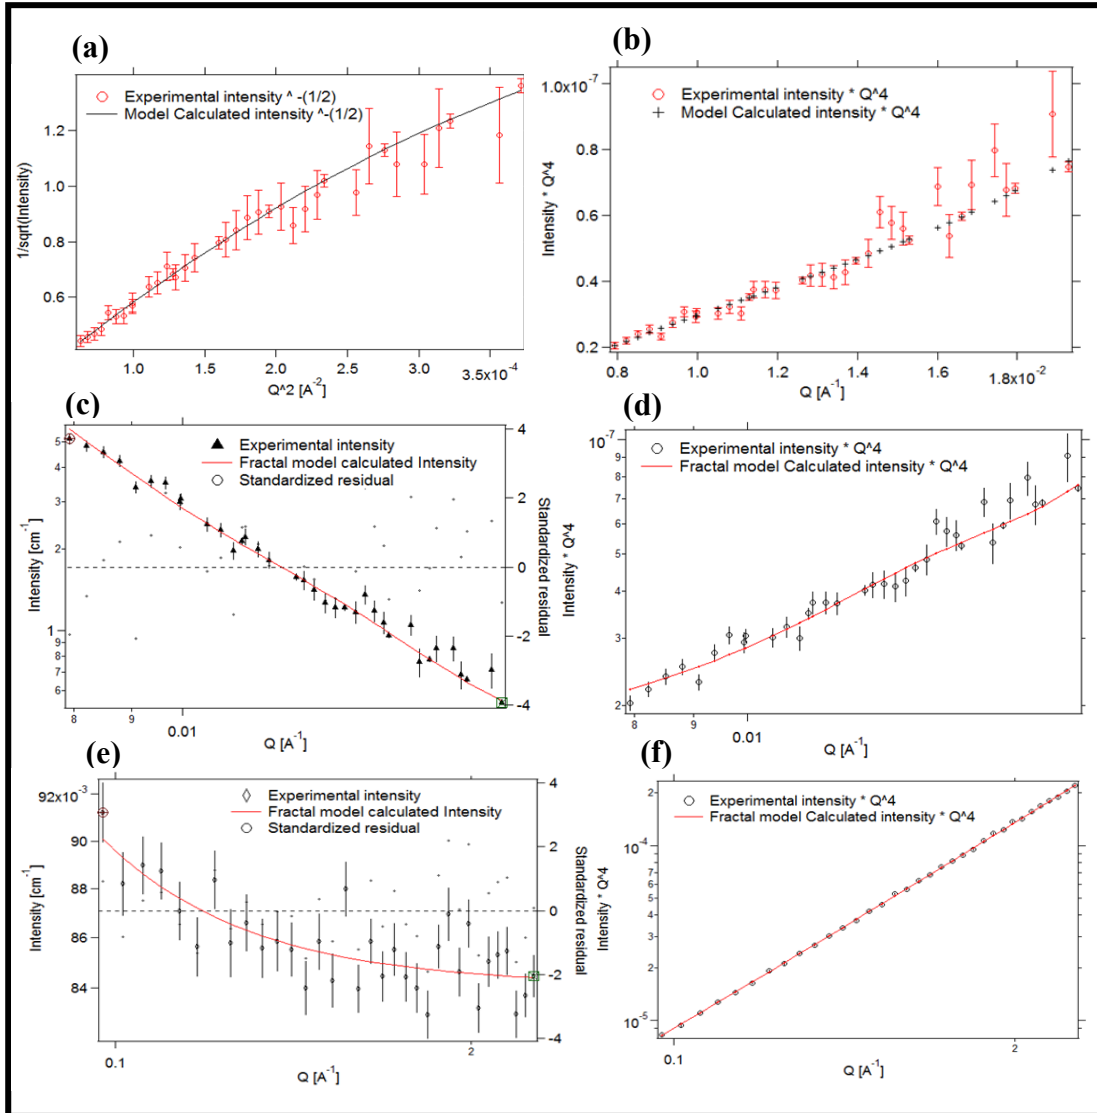 (a)
1.0
1.5
2.0
2.5
3.0
Experimental intensity ^ -(1/2)
Model Calculated intensity ^-(1/2)
1/sqrt(Intensity)
1.2
1.0
0.8
0.6
1.0
1.5
2.0
2.5
3.0
3.5x10^-4
Q^2 [A^-2]
(b)
1.0x10^-7
Experimental intensity * Q^4
Model Calculated intensity * Q^4
Intensity * Q^4
0.8
0.6
0.4
0.2
0.8
1.0
1.2
1.4
1.6
1.8x10^-2
Q [A^-1]
(c)
Experimental intensity
Fractal model calculated Intensity
Standardized residual
Intensity [cm^-1]
5
4
3
2
1
9
8
7
6
4
2
0
-2
-4
Standardized residual
8
9
0.01
Q [A^-1]
(d)
10^-7
9
8
7
6
5
4
3
2
Experimental intensity * Q^4
Fractal model Calculated intensity * Q^4
Intensity * Q^4
8
9
0.01
Q [A^-1]
(e)
92x10^-3
90
88
86
84
Experimental intensity
Fractal model calculated Intensity
Standardized residual
Intensity [cm^-1]
4
2
0
-2
-4
Standardized residual
0.1
2
Q [A^-1]
(f)
Experimental intensity * Q^4
Fractal model Calculated intensity * Q^4
Intensity * Q^4
2
10^-4
8
6
4
2
10^-5
0.1
2
Q [A^-1]